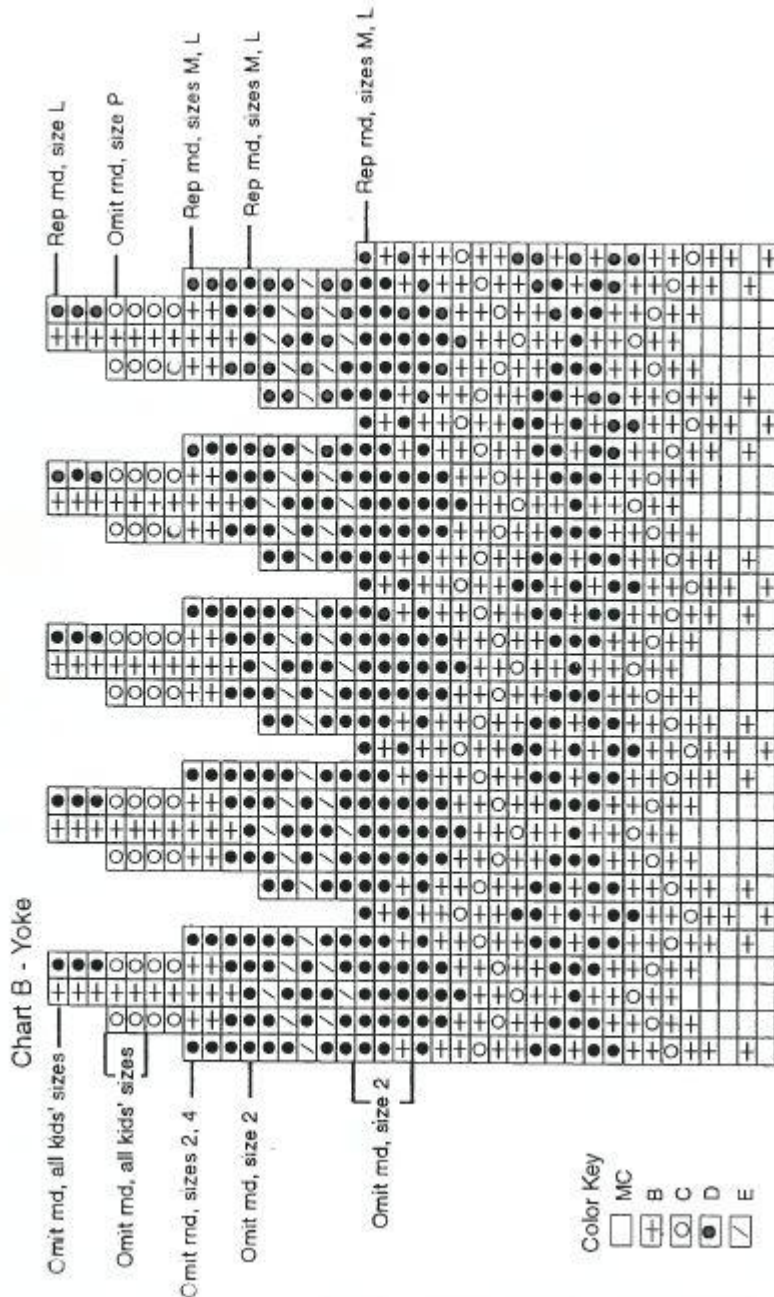 Chart B - Yoke
Omit rnd, all kids' sizes
Omit rnd, all kids' sizes
Omit rnd, sizes 2, 4
Omit rnd, size 2
Omit rnd, size 2
Rep rnd, size L
Omit rnd, size P
Rep rnd, sizes M, L
Rep rnd, sizes M, L
Rep rnd, sizes M, L
Color Key
MC
B
C
D
E